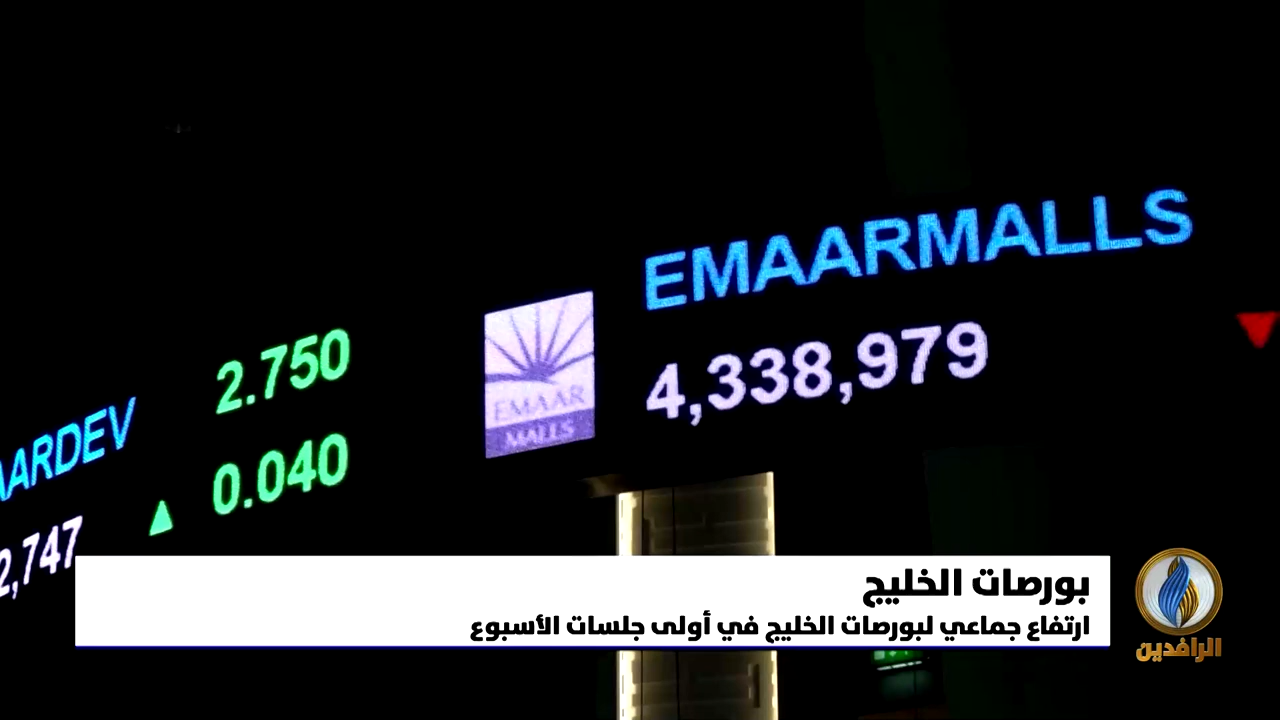 EMAARMALLS
4,338,979
EMAAR
MALLS
2.750
0.040
AARDEV
2,747
بورصات الخليج
ارتفاع جماعي لبورصات الخليج في أولى جلسات الأسبوع
الرافدين